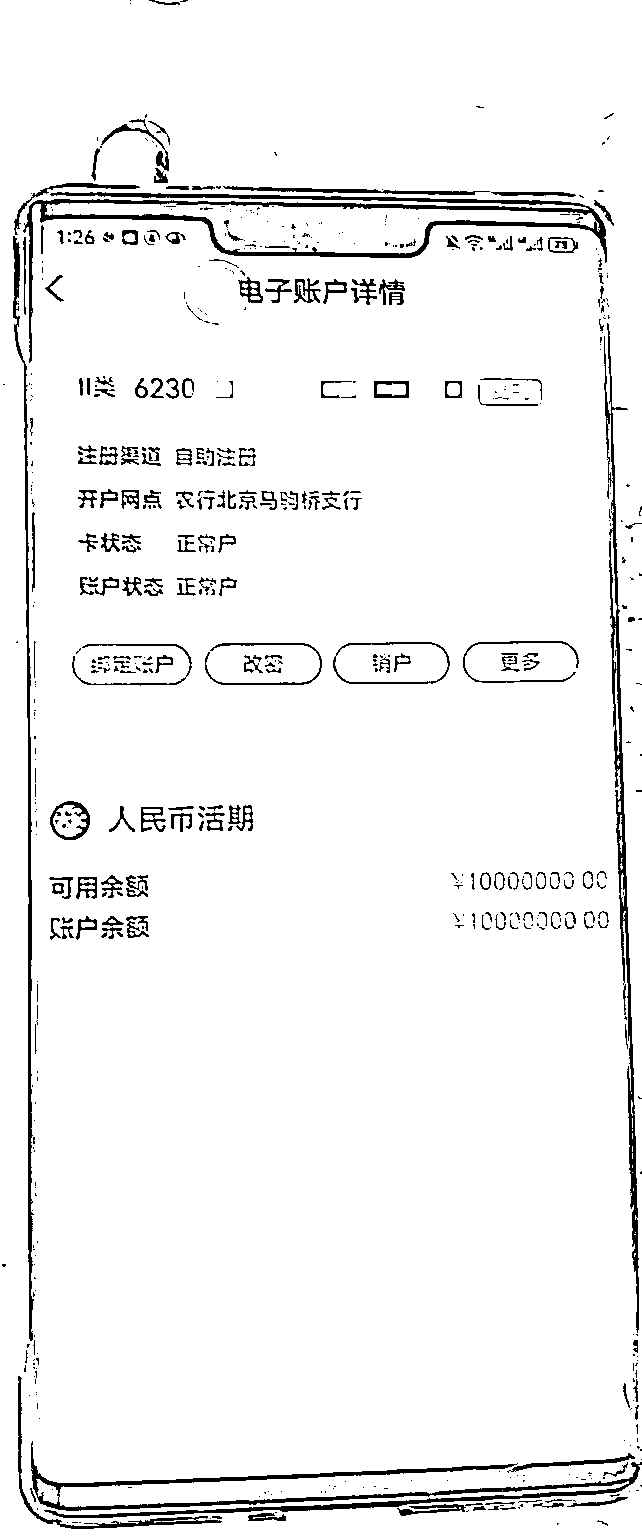 1:26
电子账户详情
II类 6230
注册渠道 自助注册
开户网点 农行北京马驹桥支行
卡状态 正常户
账户状态 正常户
绑定账户 改密 销户 更多
人民币活期
可用余额 ¥10000000.00
账户余额 ¥10000000.00